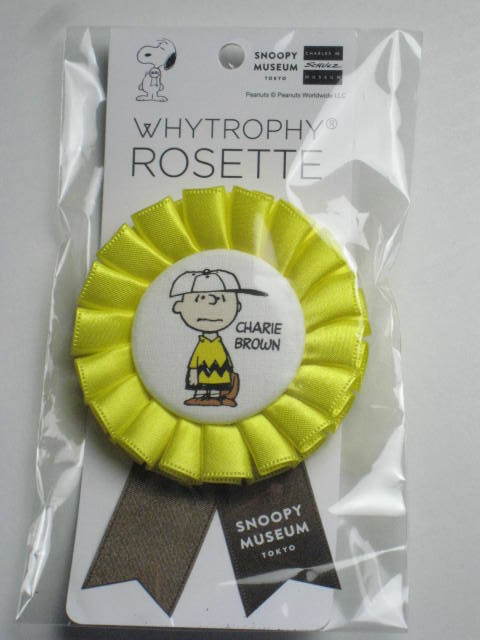 SNOOPY
MUSEUM
TOKYO
CHARLES M.
SCHULZ
MUSEUM
Peanuts © Peanuts Worldwide LLC
WHYTROPHY®
ROSETTE
CHARIE
BROWN
SNOOPY
MUSEUM
TOKYO